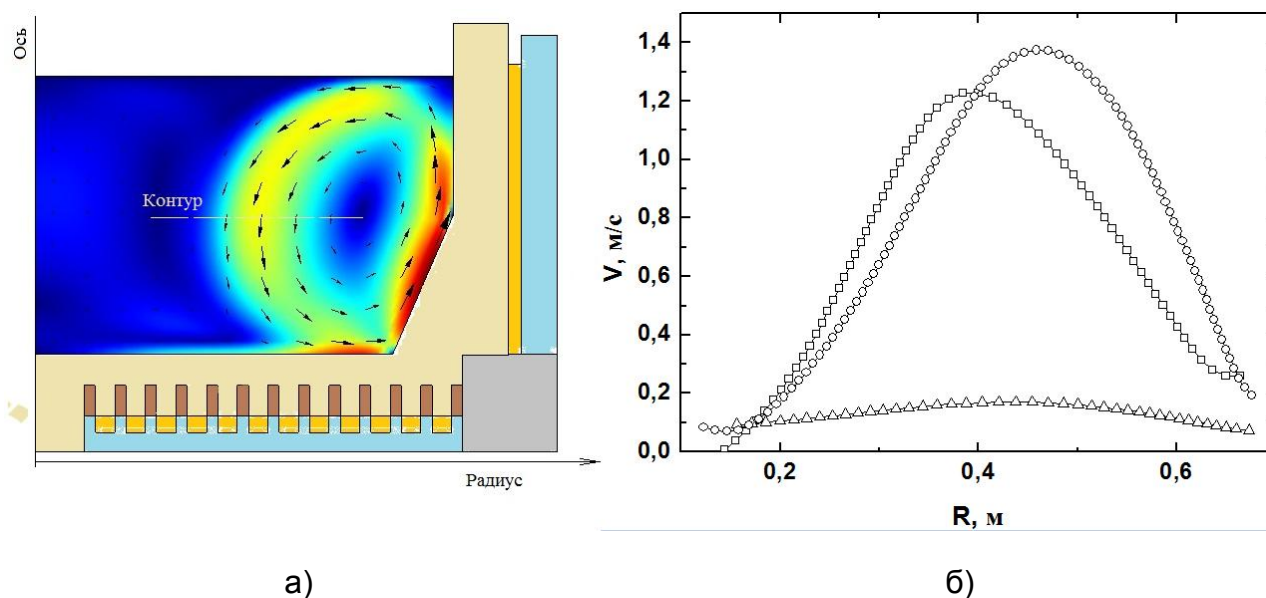 Ось
Контур
Радиус
1,4
1,2
1,0
0,8
0,6
0,4
0,2
0,0
V, м/с
0,2
0,4
0,6
R, м
а)
б)